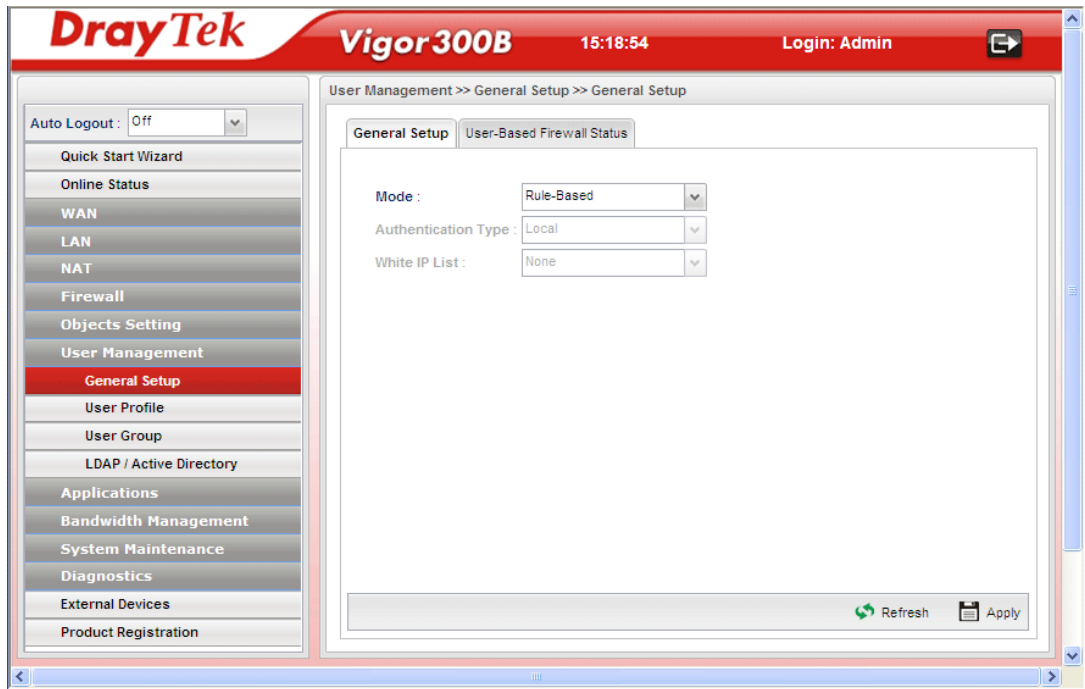 DrayTek
Vigor300B 15:18:54 Login: Admin
Auto Logout : Off
Quick Start Wizard
Online Status
WAN
LAN
NAT
Firewall
Objects Setting
User Management
General Setup
User Profile
User Group
LDAP / Active Directory
Applications
Bandwidth Management
System Maintenance
Diagnostics
External Devices
Product Registration
User Management >> General Setup >> General Setup
General Setup User-Based Firewall Status
Mode : Rule-Based
Authentication Type : Local
White IP List : None
Refresh Apply